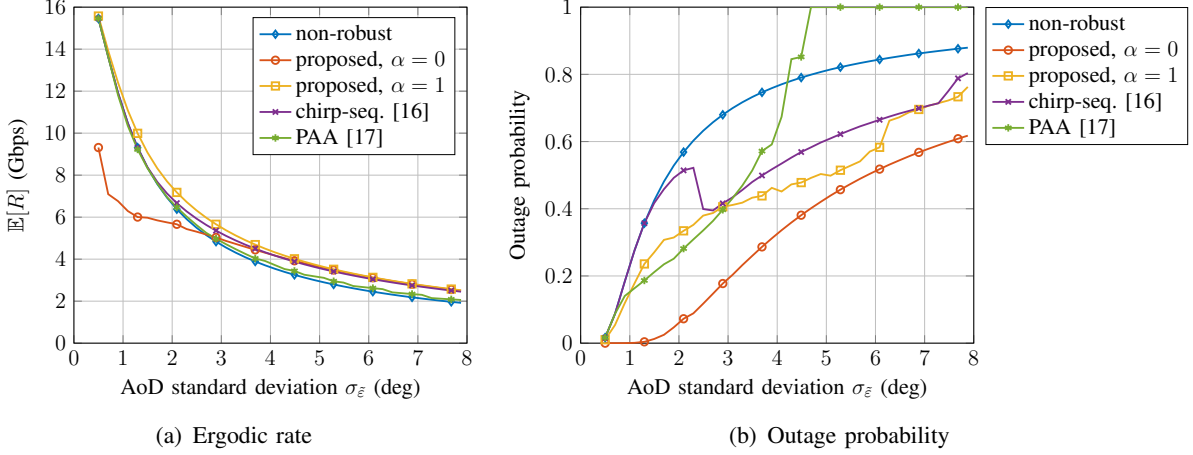 16
14
12
10
8
6
4
2
0
0 1 2 3 4 5 6 7 8
𝔼[R] (Gbps)
AoD standard deviation σ_ε̃ (deg)
non-robust
proposed, α = 0
proposed, α = 1
chirp-seq. [16]
PAA [17]
(a) Ergodic rate
1
0.8
0.6
0.4
0.2
0
0 1 2 3 4 5 6 7 8
Outage probability
AoD standard deviation σ_ε̃ (deg)
non-robust
proposed, α = 0
proposed, α = 1
chirp-seq. [16]
PAA [17]
(b) Outage probability